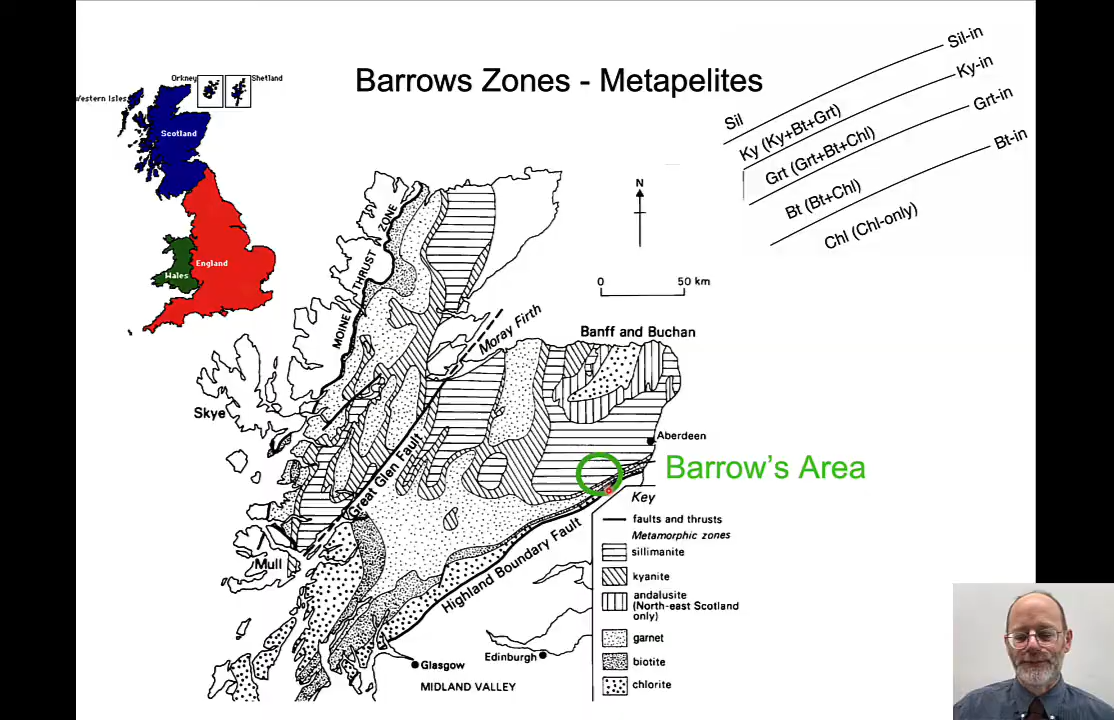 Barrows Zones - Metapelites
Orkney
Shetland
Western Isles
Scotland
England
Wales
Sil-in
Sil
Ky-in
Ky (Ky+Bt+Grt)
Grt-in
Grt (Grt+Bt+Chl)
Bt-in
Bt (Bt+Chl)
Chl (Chl-only)
N
0 50 km
MOINE THRUST ZONE
Moray Firth
Banff and Buchan
Skye
Great Glen Fault
Aberdeen
Barrow's Area
Mull
Highland Boundary Fault
Glasgow
Edinburgh
MIDLAND VALLEY
Key
faults and thrusts
Metamorphic zones
sillimanite
kyanite
andalusite
(North-east Scotland
only)
garnet
biotite
chlorite